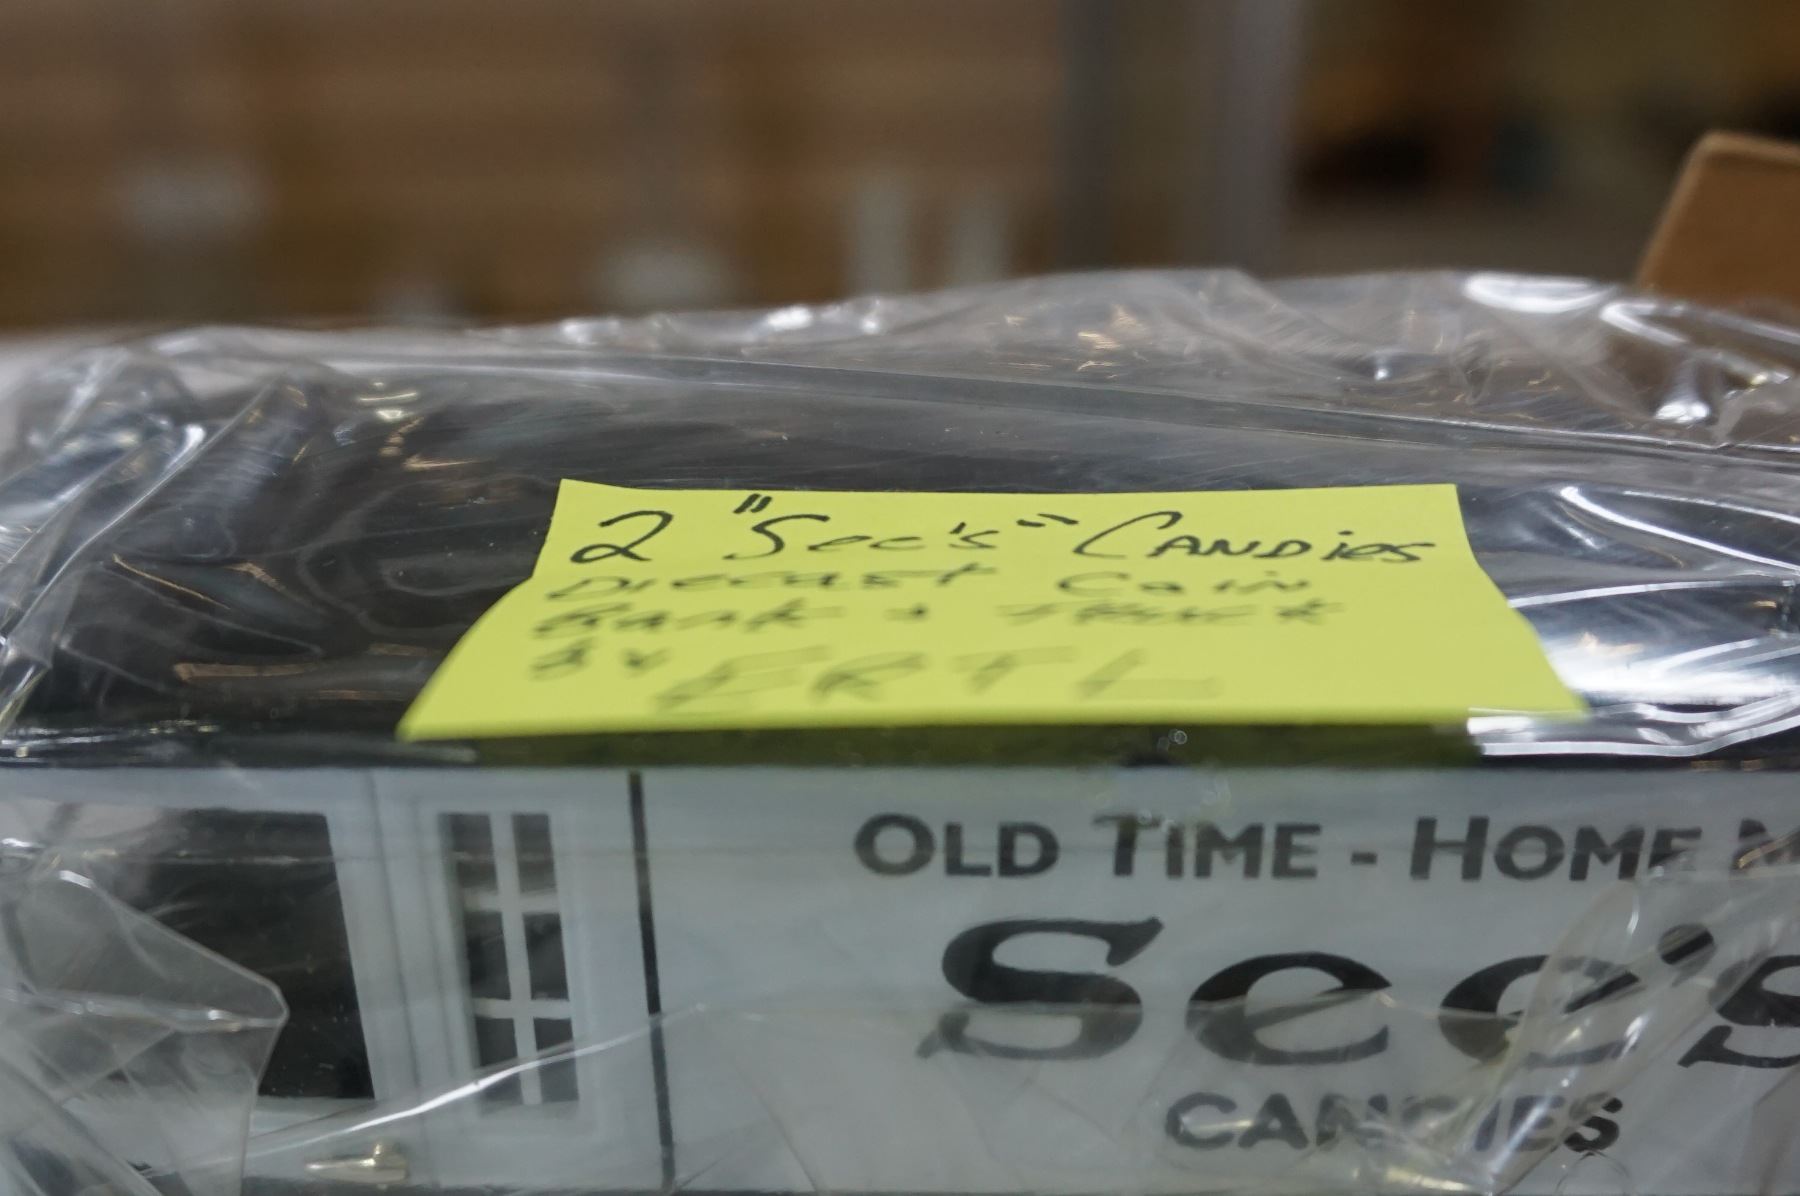 2 "See's" Candies
Diecast Coin
Bank & Truck
By ERTL
OLD TIME - HOME M
See's
CANDIES